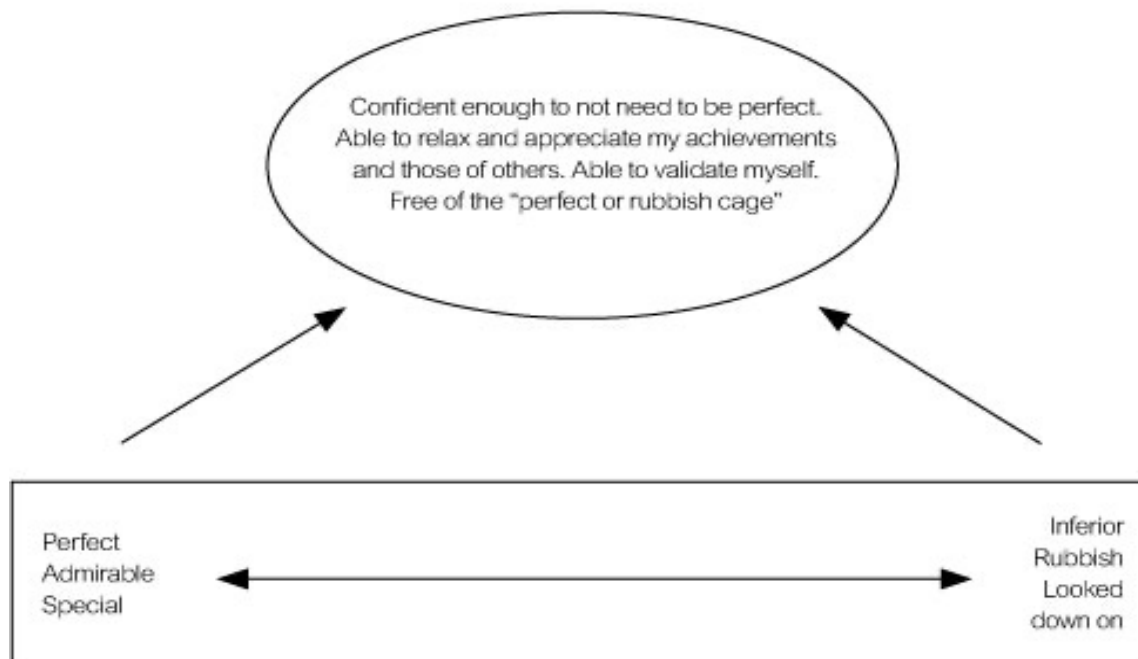 Confident enough to not need to be perfect.
Able to relax and appreciate my achievements
and those of others. Able to validate myself.
Free of the “perfect or rubbish cage”
Perfect
Admirable
Special
Inferior
Rubbish
Looked
down on